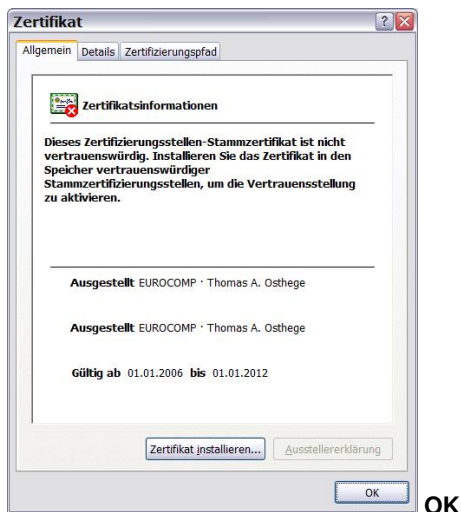 Zertifikat
Allgemein Details Zertifizierungspfad
Zertifikatsinformationen
Dieses Zertifizierungsstellen-Stammzertifikat ist nicht
vertrauenswürdig. Installieren Sie das Zertifikat in den
Speicher vertrauenswürdiger
Stammzertifizierungsstellen, um die Vertrauensstellung
zu aktivieren.
Ausgestellt EUROCOMP · Thomas A. Osthege
Ausgestellt EUROCOMP · Thomas A. Osthege
Gültig ab 01.01.2006 bis 01.01.2012
Zertifikat installieren... Ausstellererklärung
OK OK